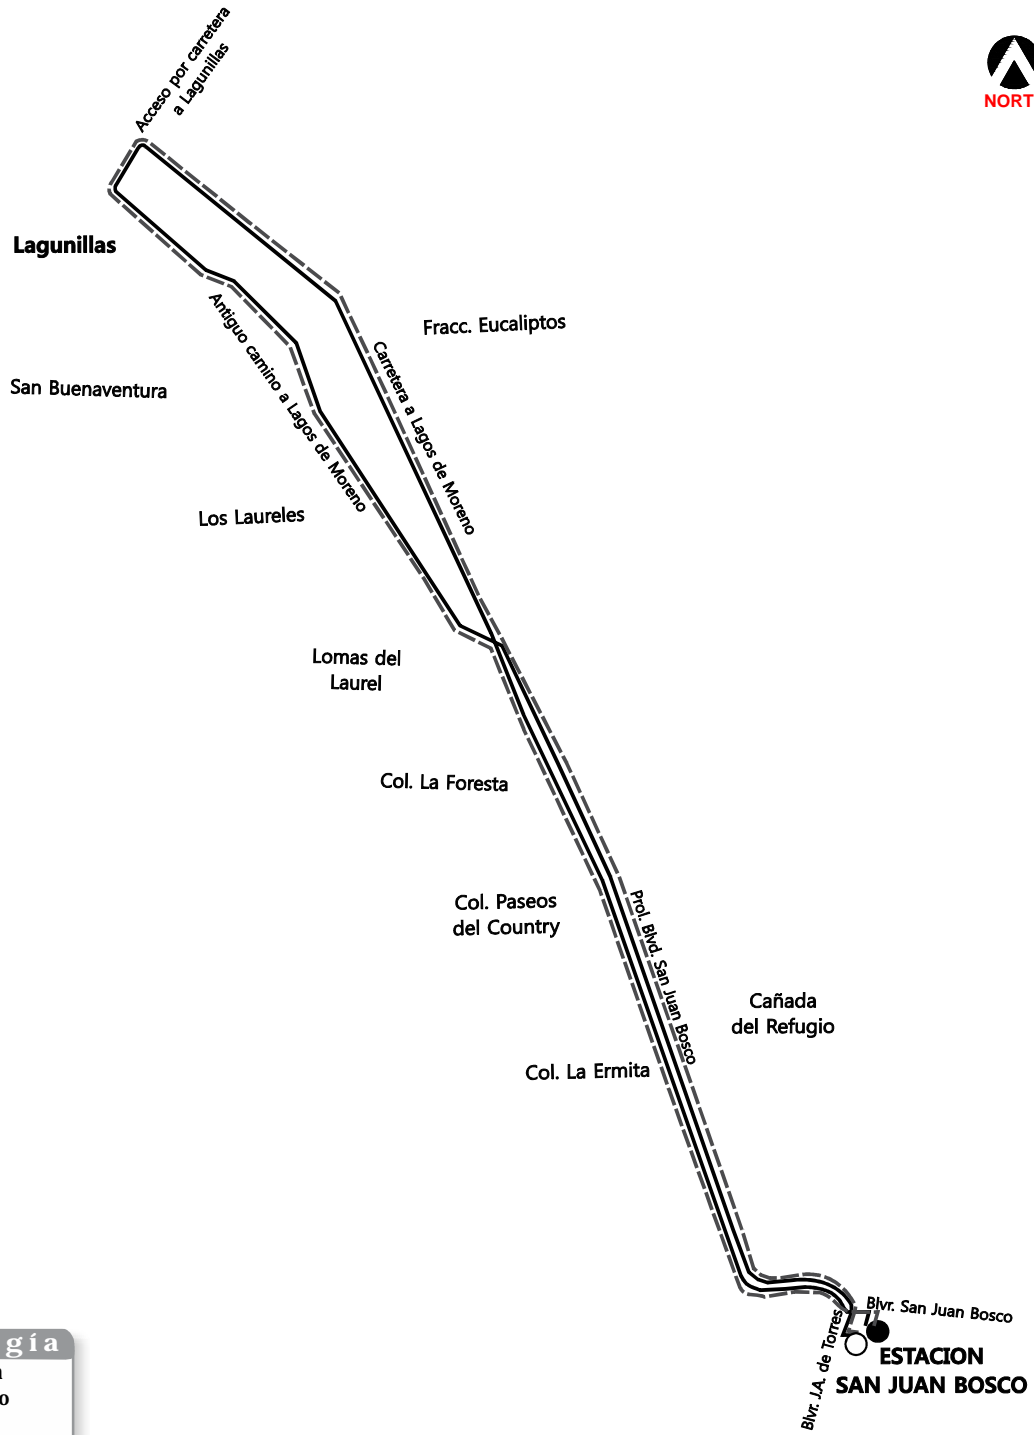 Acceso por carretera
a Lagunillas
NORT
Lagunillas
Fracc. Eucaliptos
Carretera a Lagos de Moreno
Antiguo camino a Lagos de Moreno
San Buenaventura
Los Laureles
Lomas del
Laurel
Col. La Foresta
Col. Paseos
del Country
Prol. Blvd. San Juan Bosco
Cañada
del Refugio
Col. La Ermita
Blvr. San Juan Bosco
Blvr. J.A. de Torres
ESTACION
SAN JUAN BOSCO
gía
o